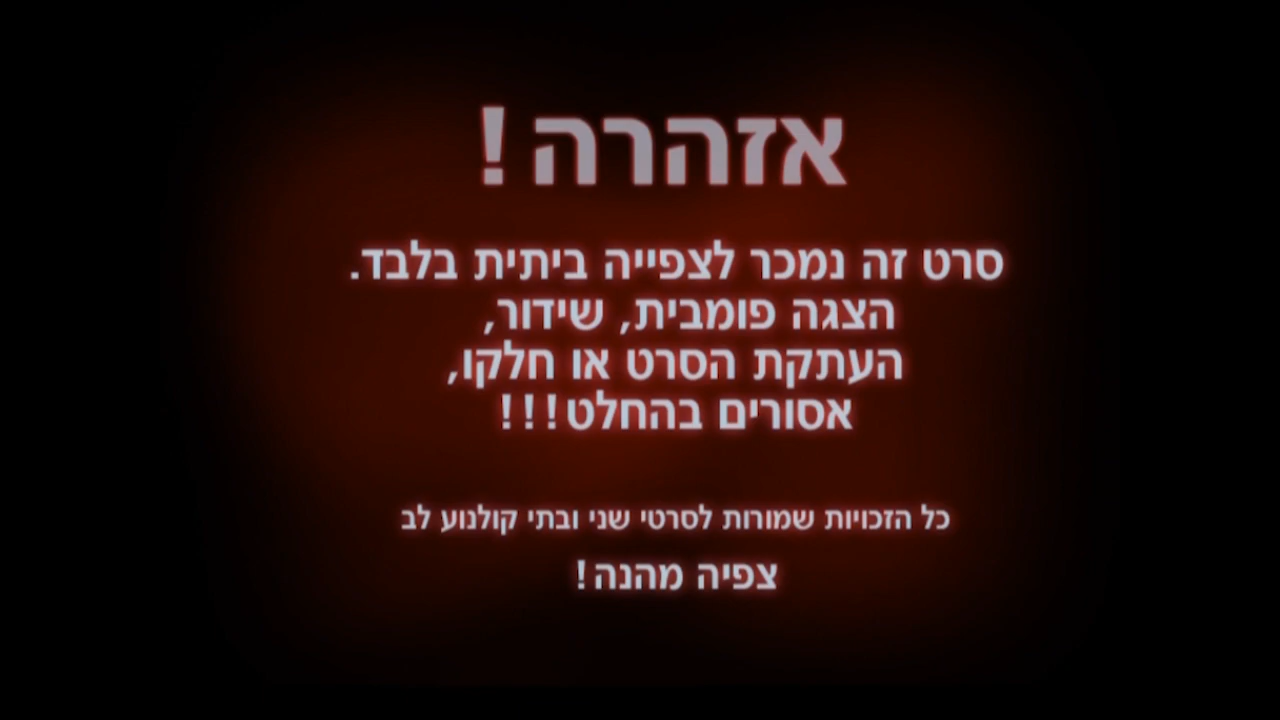 אזהרה!
סרט זה נמכר לצפייה ביתית בלבד.
הצגה פומבית, שידור,
העתקת הסרט או חלקו,
אסורים בהחלט!!!
כל הזכויות שמורות לסרטי שני ובתי קולנוע לב
צפיה מהנה!